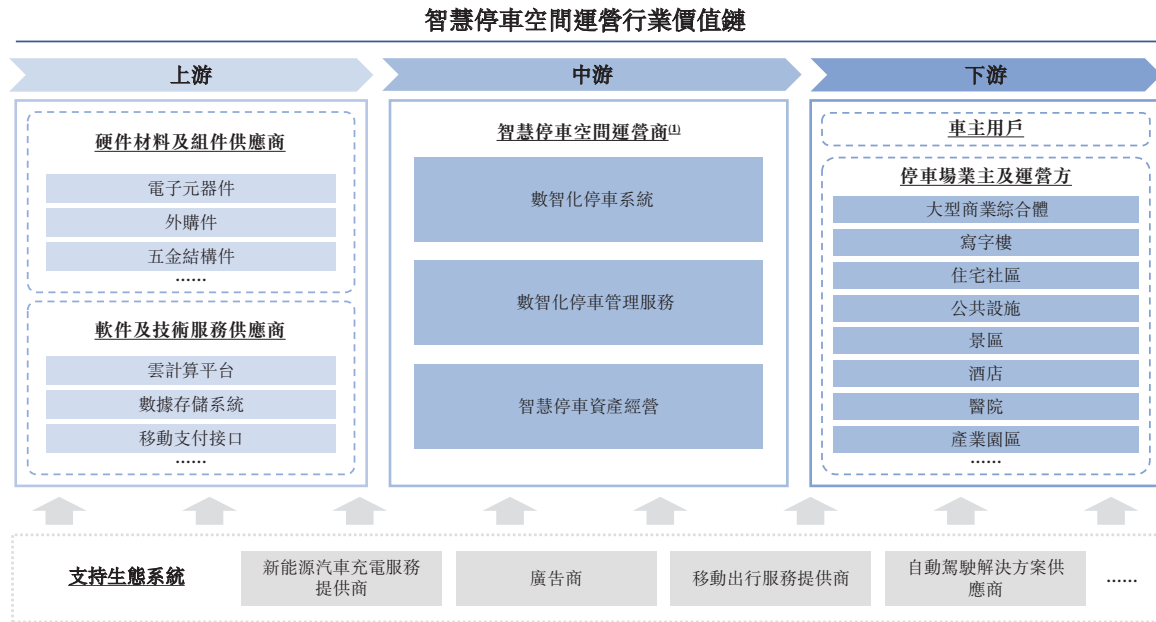 智慧停車空間運營行業價值鏈
上游
硬件材料及組件供應商
電子元器件
外購件
五金結構件
……
軟件及技術服務供應商
雲計算平台
數據存儲系統
移動支付接口
……
中游
智慧停車空間運營商(1)
數智化停車系統
數智化停車管理服務
智慧停車資產經營
下游
車主用戶
停車場業主及運營方
大型商業綜合體
寫字樓
住宅社區
公共設施
景區
酒店
醫院
產業園區
……
支持生態系統
新能源汽車充電服務
提供商
廣告商
移動出行服務提供商
自動駕駛解決方案供
應商
……